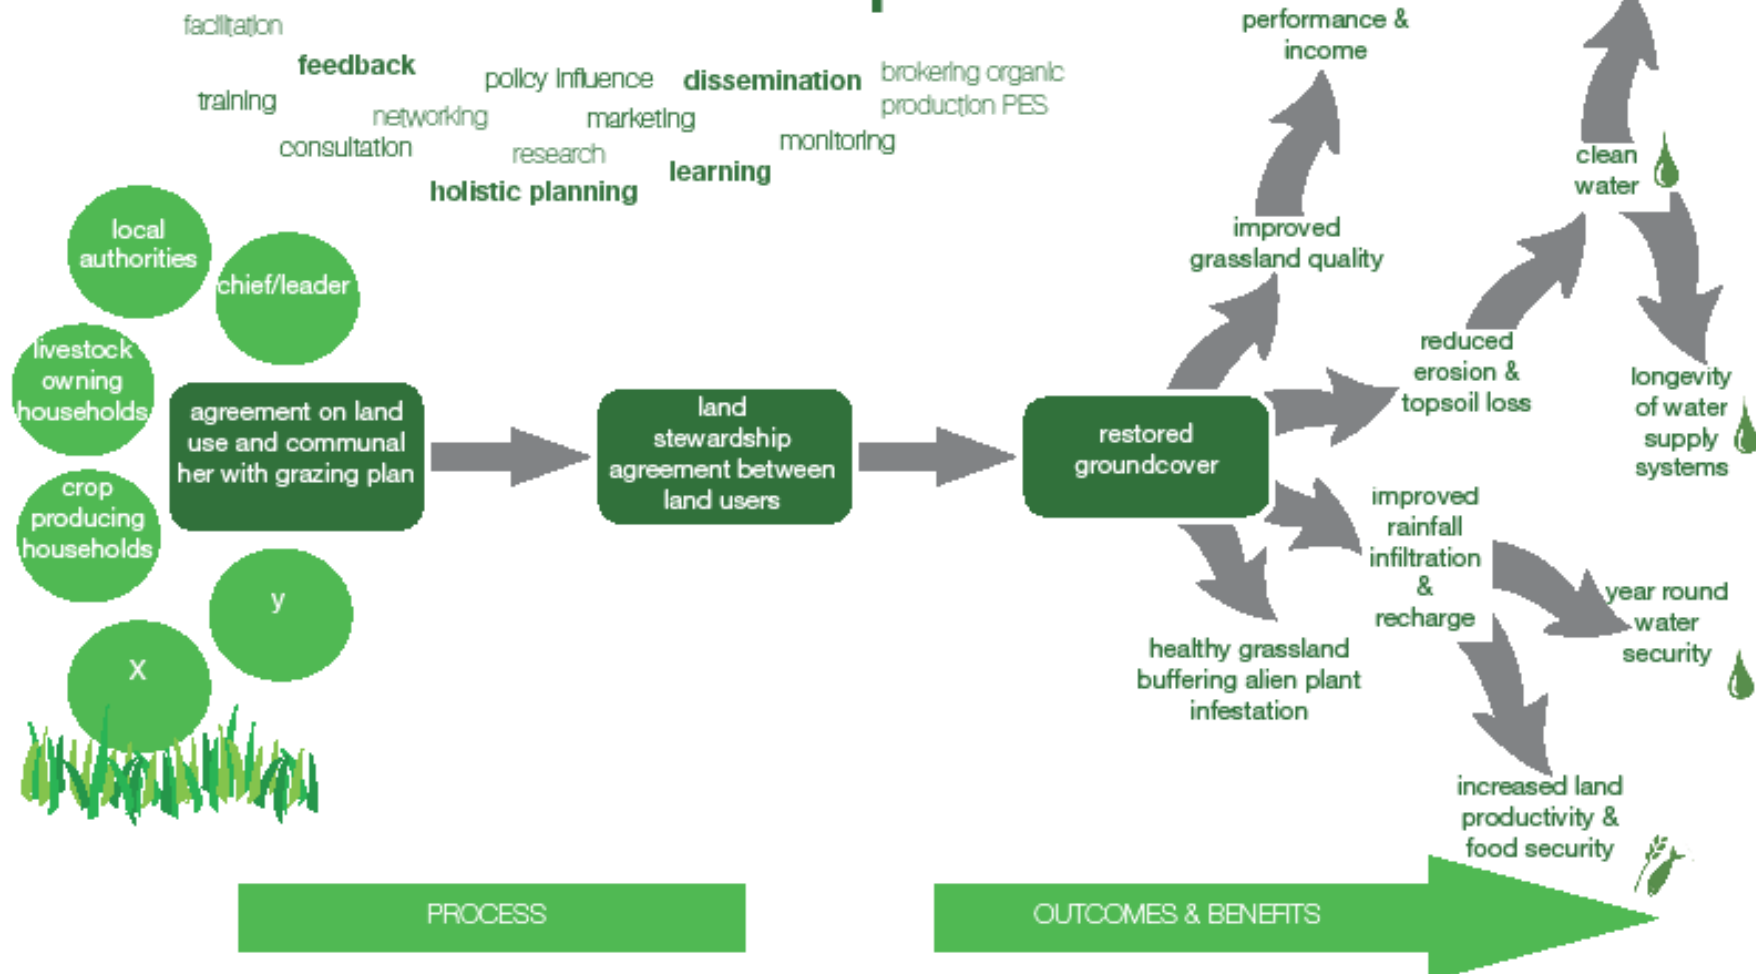 facilitation
feedback
policy influence
dissemination
brokering organic
production PES
training
networking
marketing
consultation
research
monitoring
learning
holistic planning
local
authorities
chief/leader
livestock
owning
households
crop
producing
households
y
x
agreement on land
use and communal
her with grazing plan
land
stewardship
agreement between
land users
restored
groundcover
performance &
income
improved
grassland quality
clean
water
reduced
erosion &
topsoil loss
longevity
of water
supply
systems
improved
rainfall
infiltration
&
recharge
year round
water
security
healthy grassland
buffering alien plant
infestation
increased land
productivity &
food security
PROCESS
OUTCOMES & BENEFITS